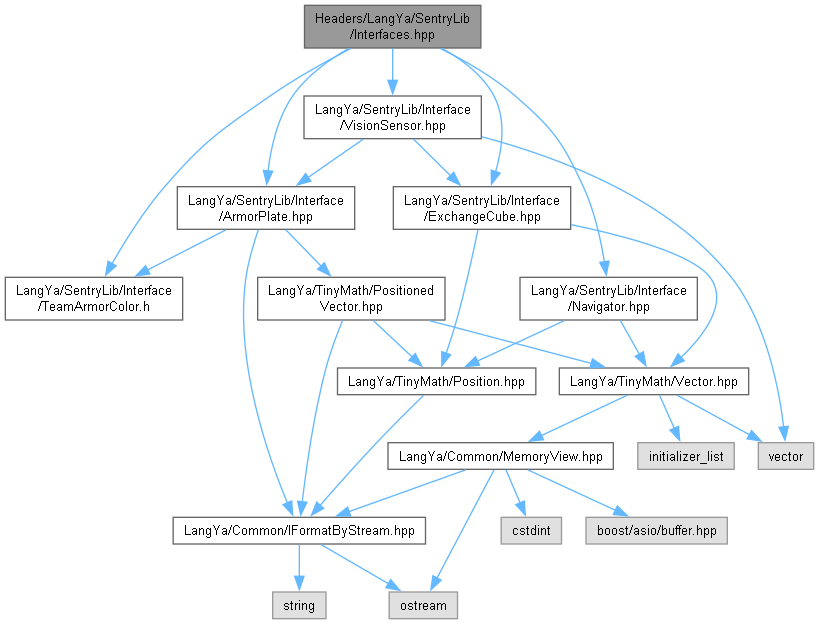 Headers/LangYa/SentryLib
/Interfaces.hpp
LangYa/SentryLib/Interface
/VisionSensor.hpp
LangYa/SentryLib/Interface
/ArmorPlate.hpp
LangYa/SentryLib/Interface
/ExchangeCube.hpp
LangYa/SentryLib/Interface
/TeamArmorColor.h
LangYa/TinyMath/Positioned
Vector.hpp
LangYa/SentryLib/Interface
/Navigator.hpp
LangYa/TinyMath/Position.hpp
LangYa/TinyMath/Vector.hpp
LangYa/Common/MemoryView.hpp
initializer_list
vector
LangYa/Common/IFormatByStream.hpp
cstdint
boost/asio/buffer.hpp
string
ostream